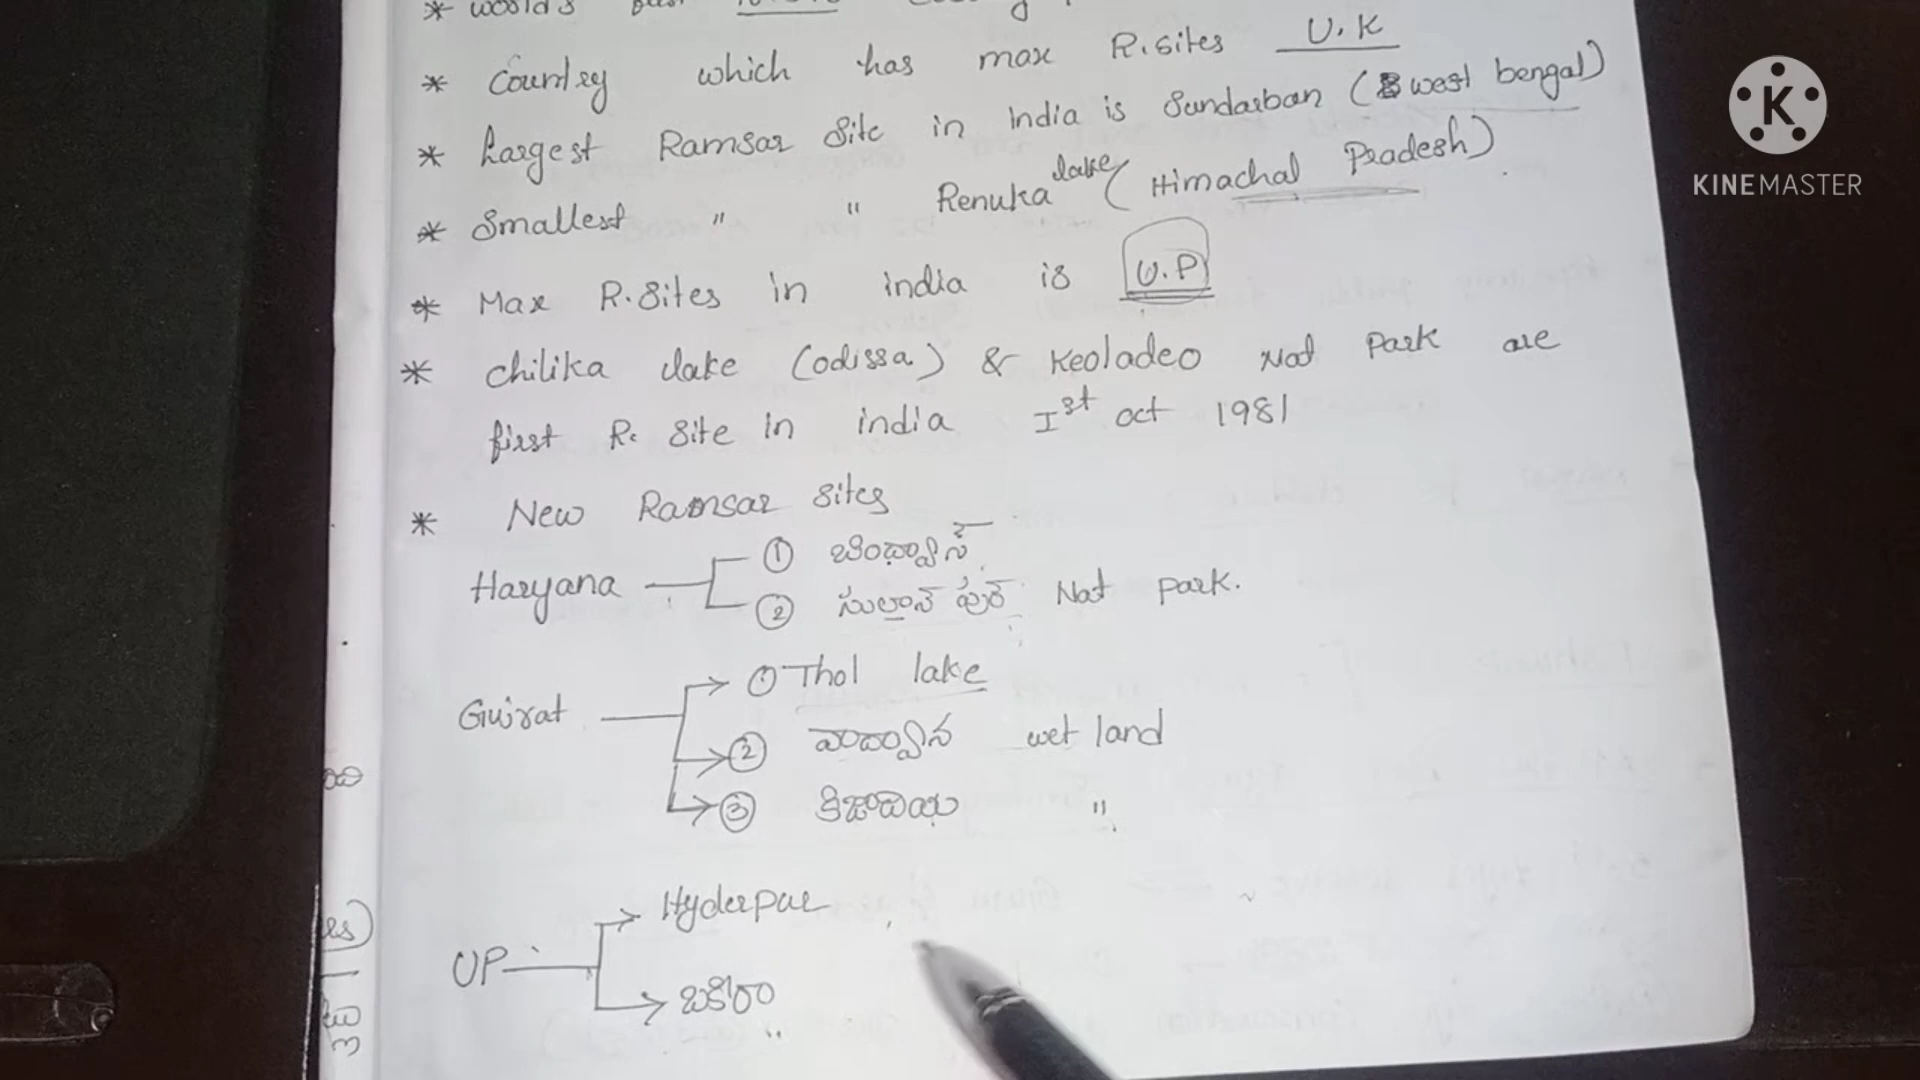 * Country which has max R.sites U.K
* Largest Ramsar Site in India is Sundarban (west bengal)
* Smallest " " Renuka lake (Himachal Pradesh)
* Max R.Sites in india is U.P
* chilika lake (odissa) & Keoladeo Nat Park are
first R. Site in india Ist oct 1981
* New Ramsar Sites
Haryana
①
② సుల్తాన్ పుర్ Nat park.
Gujrat
① Thol lake
② వాద్వాన wet land
③ కిజాదియ "
UP
Hyderpur
బకిరా
K
KINEMASTER